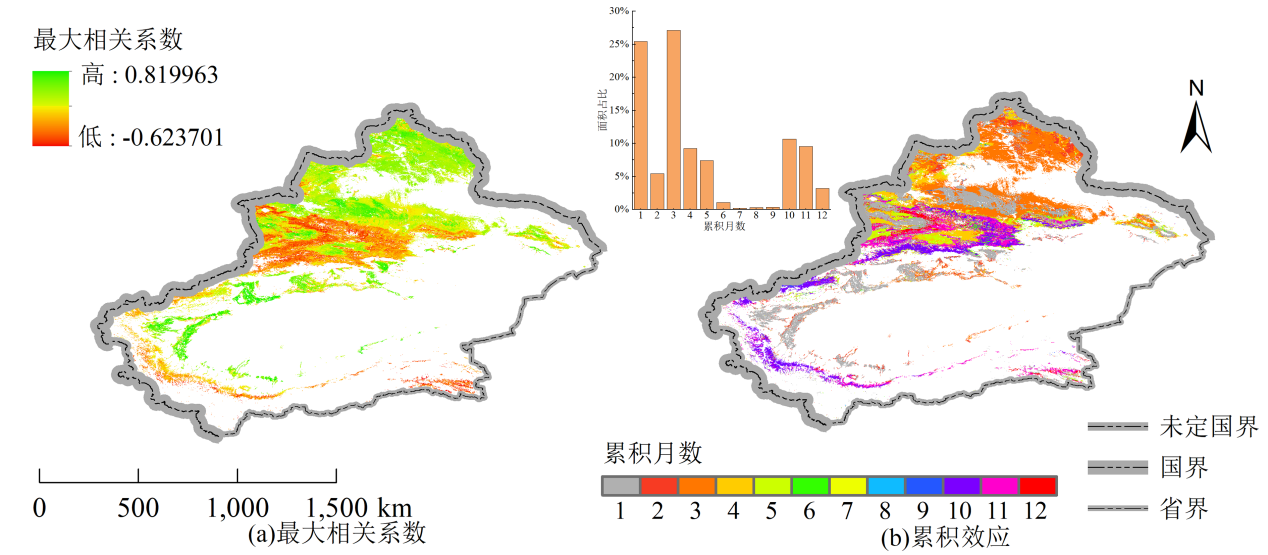 最大相关系数
高 : 0.819963
低 : -0.623701
0 500 1,000 1,500 km
(a)最大相关系数
30%
25%
20%
15%
10%
5%
0%
面积占比
1 2 3 4 5 6 7 8 9 10 11 12
累积月数
N
累积月数
1 2 3 4 5 6 7 8 9 10 11 12
(b)累积效应
未定国界
国界
省界